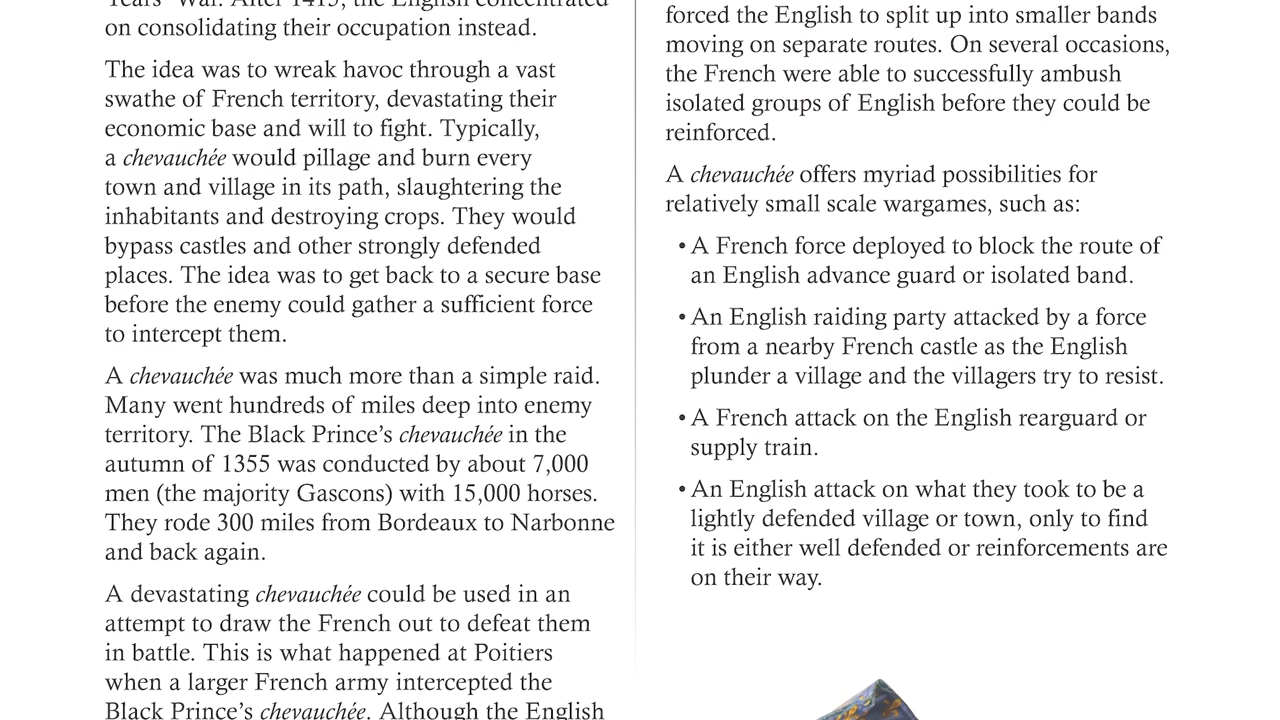 Years' War. After 1415, the English concentrated
on consolidating their occupation instead.
The idea was to wreak havoc through a vast
swathe of French territory, devastating their
economic base and will to fight. Typically,
a chevauchée would pillage and burn every
town and village in its path, slaughtering the
inhabitants and destroying crops. They would
bypass castles and other strongly defended
places. The idea was to get back to a secure base
before the enemy could gather a sufficient force
to intercept them.
A chevauchée was much more than a simple raid.
Many went hundreds of miles deep into enemy
territory. The Black Prince's chevauchée in the
autumn of 1355 was conducted by about 7,000
men (the majority Gascons) with 15,000 horses.
They rode 300 miles from Bordeaux to Narbonne
and back again.
A devastating chevauchée could be used in an
attempt to draw the French out to defeat them
in battle. This is what happened at Poitiers
when a larger French army intercepted the
Black Prince's chevauchée. Although the English
forced the English to split up into smaller bands
moving on separate routes. On several occasions,
the French were able to successfully ambush
isolated groups of English before they could be
reinforced.
A chevauchée offers myriad possibilities for
relatively small scale wargames, such as:
• A French force deployed to block the route of
an English advance guard or isolated band.
• An English raiding party attacked by a force
from a nearby French castle as the English
plunder a village and the villagers try to resist.
• A French attack on the English rearguard or
supply train.
• An English attack on what they took to be a
lightly defended village or town, only to find
it is either well defended or reinforcements are
on their way.